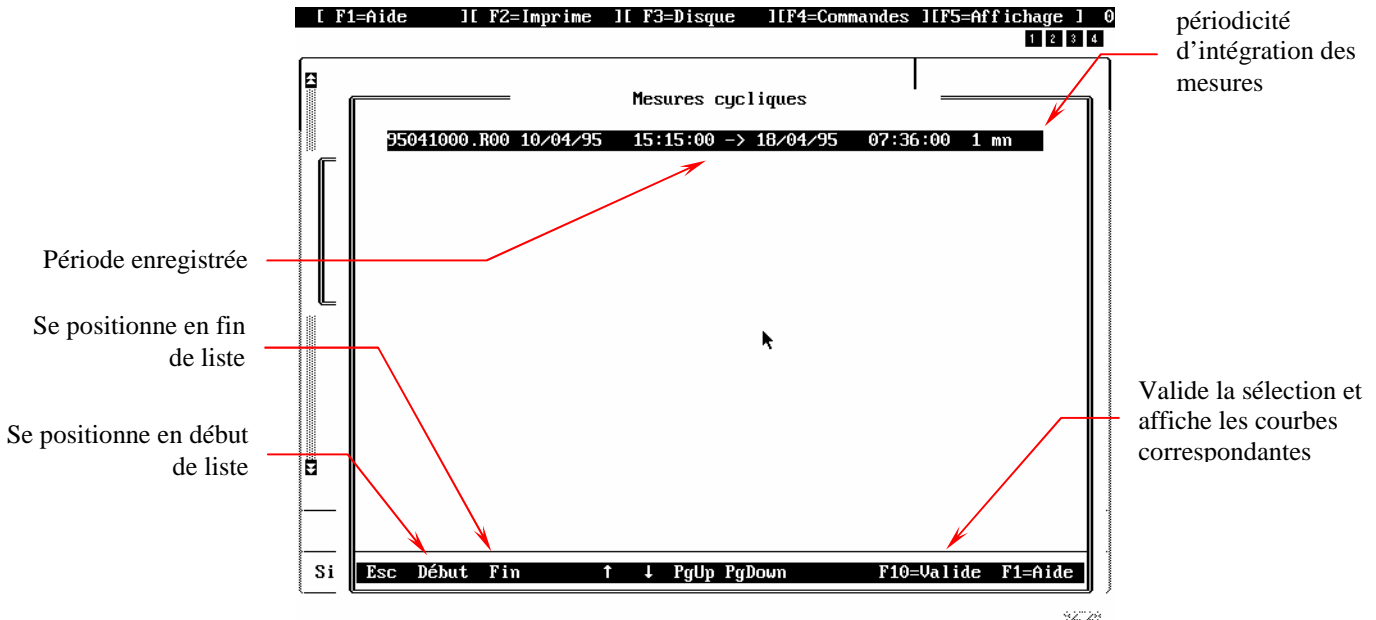 [ F1=Aide ][ F2=Imprime ][ F3=Disque ][F4=Commandes ][F5=Affichage ] 0
1 2 3 4
périodicité
d’intégration des
mesures
Mesures cycliques
95041000.R00 10/04/95 15:15:00 -> 18/04/95 07:36:00 1 mn
Période enregistrée
Se positionne en fin
de liste
Se positionne en début
de liste
Valide la sélection et
affiche les courbes
correspondantes
Si
Esc Début Fin ↑ ↓ PgUp PgDown F10=Valide F1=Aide